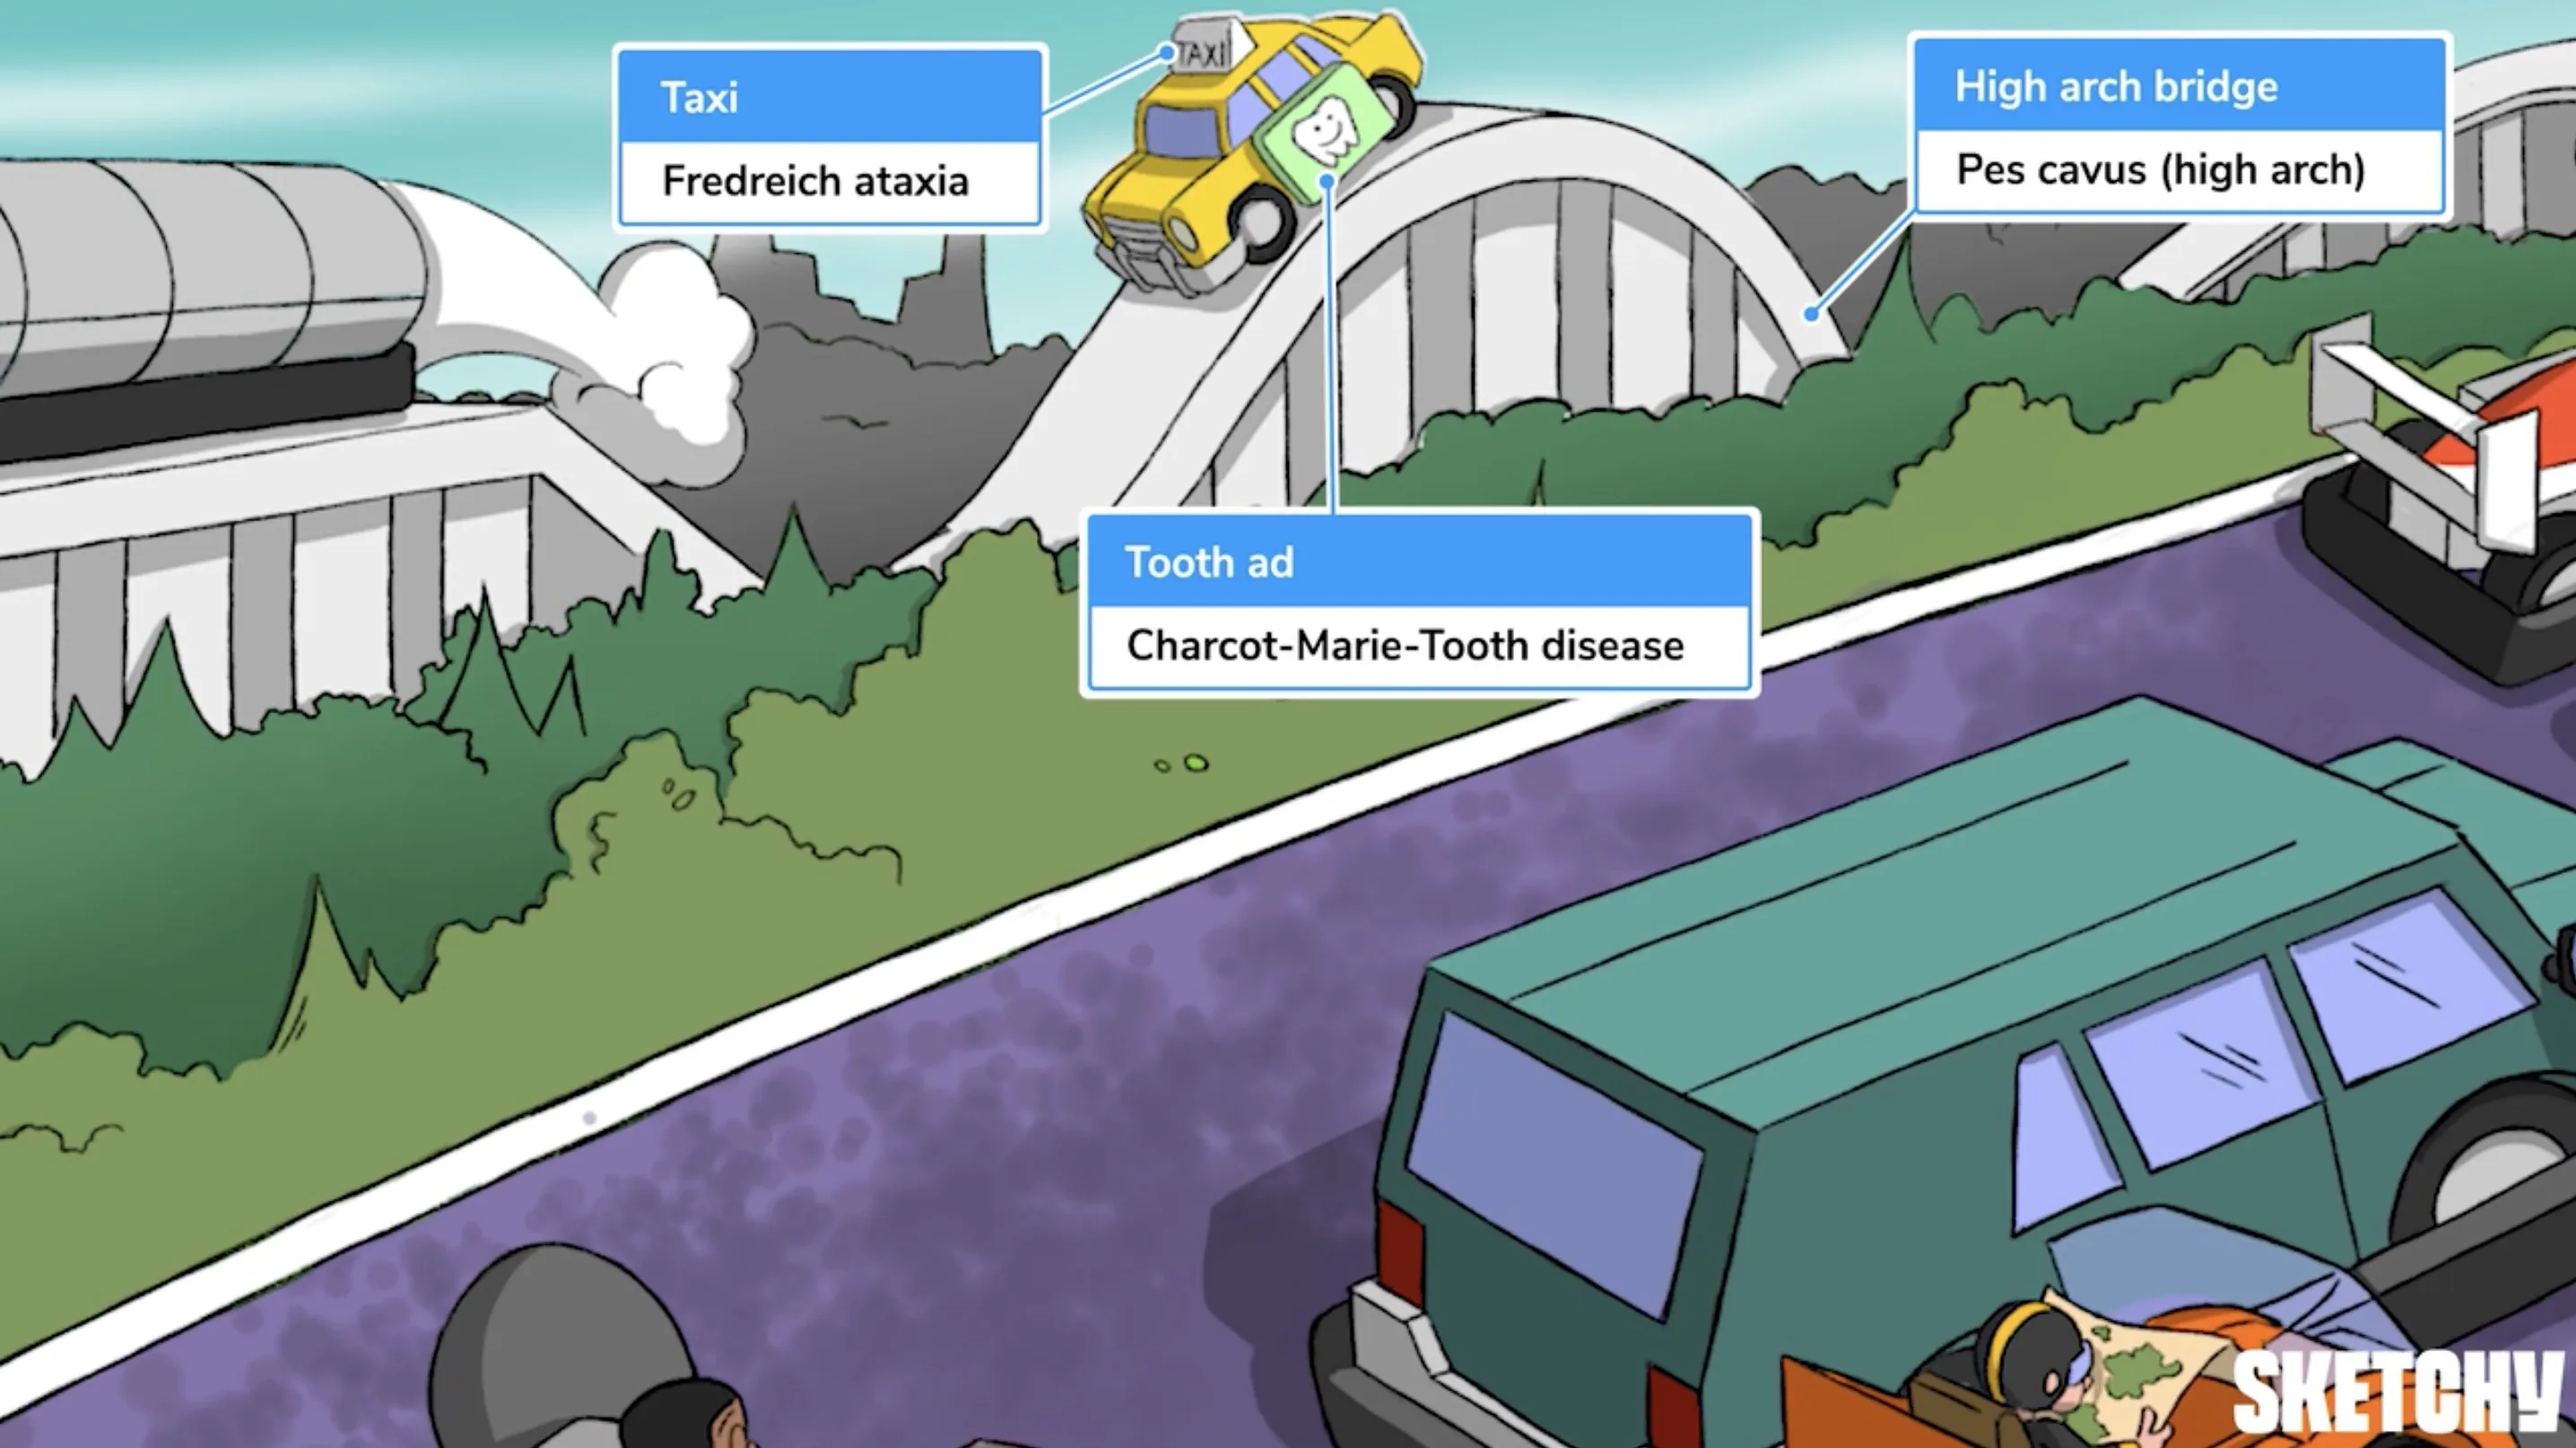 TAXI
Taxi
Fredreich ataxia
High arch bridge
Pes cavus (high arch)
Tooth ad
Charcot-Marie-Tooth disease
SKETCHY